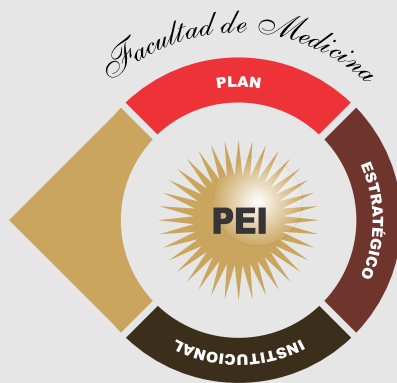 Facultad de Medicina
PLAN
ESTRATÉGICO
INSTITUCIONAL
PEI